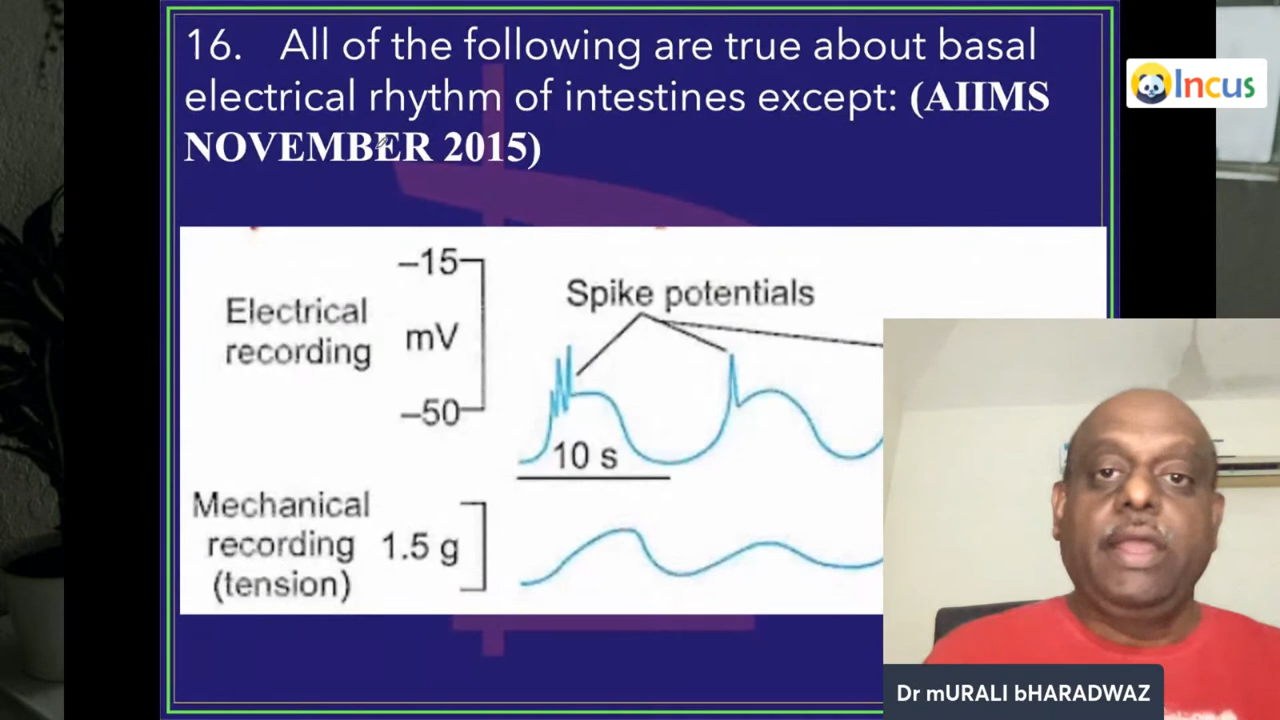 16. All of the following are true about basal
electrical rhythm of intestines except: (AIIMS
NOVEMBER 2015)
Incus
–15
Spike potentials
Electrical
recording
mV
–50
10 s
Mechanical
recording
(tension)
1.5 g
Dr mURALI bHARADWAZ